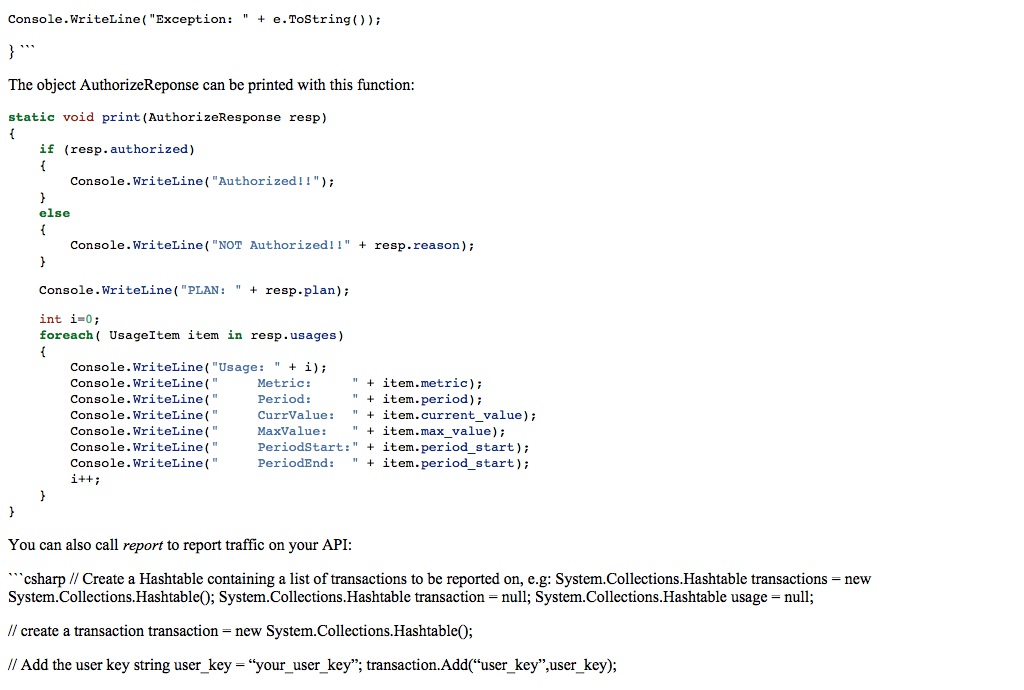 Console.WriteLine("Exception: " + e.ToString());
} ```
The object AuthorizeReponse can be printed with this function:
static void print(AuthorizeResponse resp)
{
    if (resp.authorized)
    {
        Console.WriteLine("Authorized!!");
    }
    else
    {
        Console.WriteLine("NOT Authorized!!" + resp.reason);
    }
    Console.WriteLine("PLAN: " + resp.plan);
    int i=0;
    foreach( UsageItem item in resp.usages)
    {
        Console.WriteLine("Usage: " + i);
        Console.WriteLine("     Metric:     " + item.metric);
        Console.WriteLine("     Period:     " + item.period);
        Console.WriteLine("     CurrValue:  " + item.current_value);
        Console.WriteLine("     MaxValue:   " + item.max_value);
        Console.WriteLine("     PeriodStart:" + item.period_start);
        Console.WriteLine("     PeriodEnd:  " + item.period_start);
        i++;
    }
}
You can also call report to report traffic on your API:
```csharp // Create a Hashtable containing a list of transactions to be reported on, e.g: System.Collections.Hashtable transactions = new
System.Collections.Hashtable(); System.Collections.Hashtable transaction = null; System.Collections.Hashtable usage = null;
// create a transaction transaction = new System.Collections.Hashtable();
// Add the user key string user_key = “your_user_key”; transaction.Add(“user_key”,user_key);